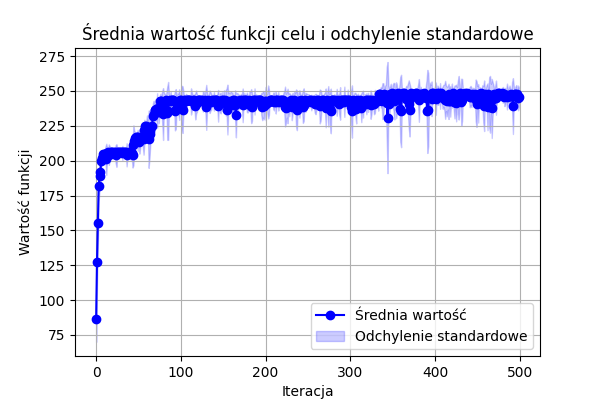 Średnia wartość funkcji celu i odchylenie standardowe
275
250
225
200
175
150
125
100
75
Wartość funkcji
Średnia wartość
Odchylenie standardowe
0 100 200 300 400 500
Iteracja